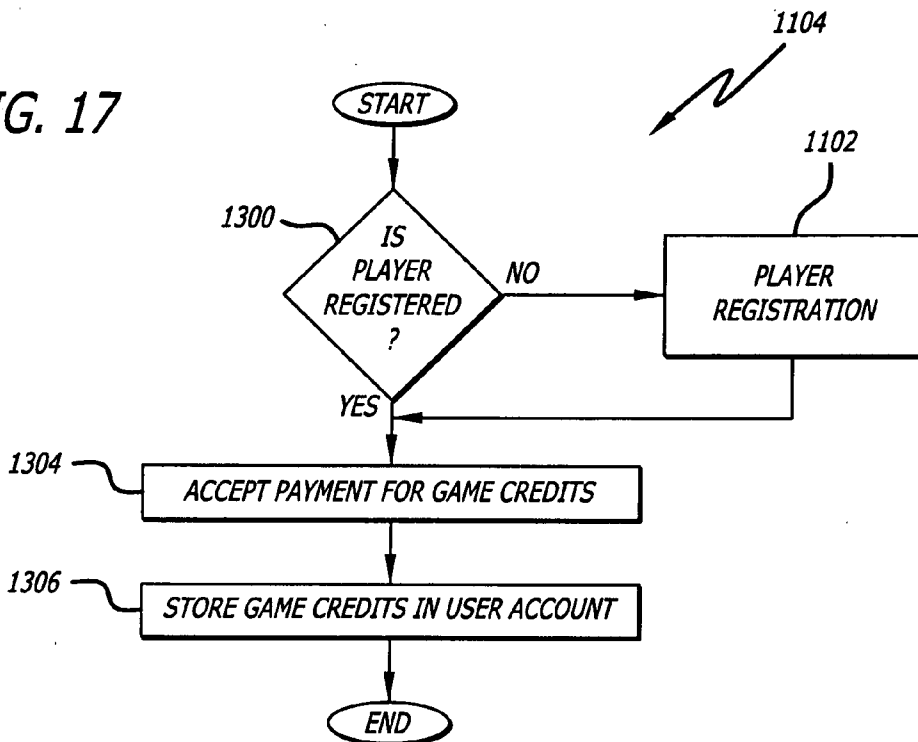 1104
START
IG. 17
1102
1300
IS
PLAYER
REGISTERED
?
NO
PLAYER
REGISTRATION
YES
1304
ACCEPT PAYMENT FOR GAME CREDITS
1306
STORE GAME CREDITS IN USER ACCOUNT
END